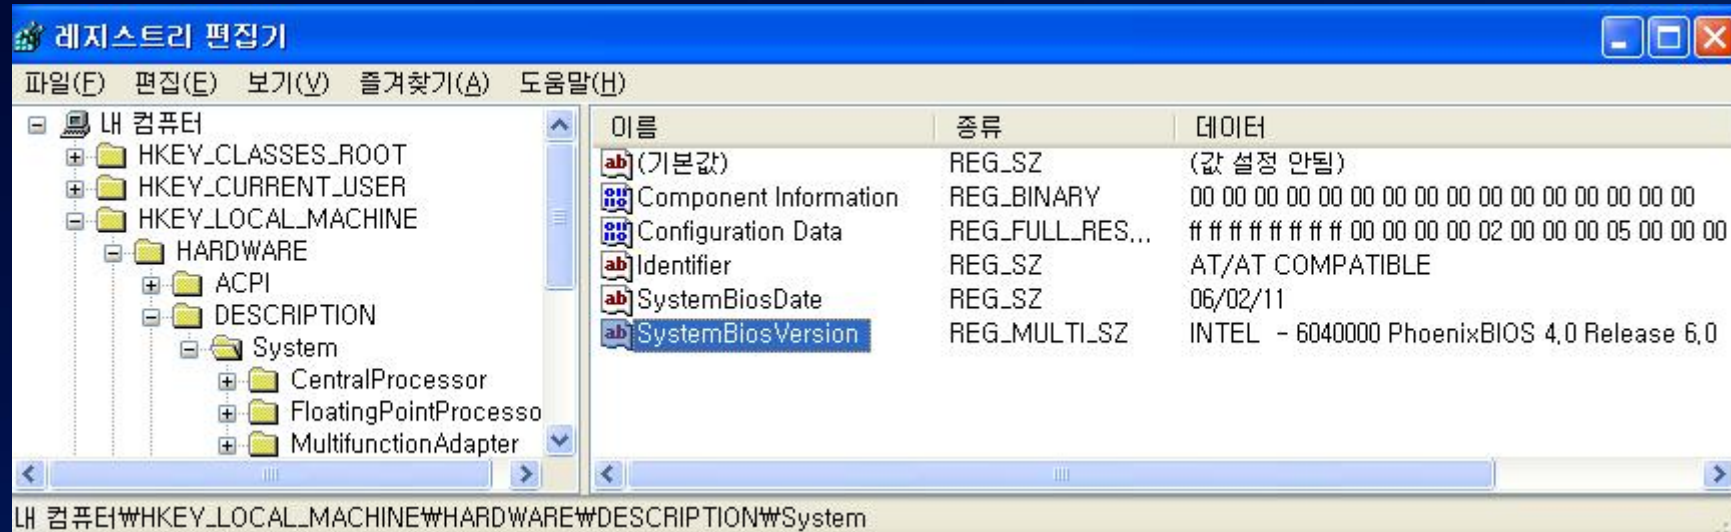 레지스트리 편집기
파일(F) 편집(E) 보기(V) 즐겨찾기(A) 도움말(H)
내 컴퓨터
HKEY_CLASSES_ROOT
HKEY_CURRENT_USER
HKEY_LOCAL_MACHINE
HARDWARE
ACPI
DESCRIPTION
System
CentralProcessor
FloatingPointProcesso
MultifunctionAdapter
이름 종류 데이터
(기본값) REG_SZ (값 설정 안됨)
Component Information REG_BINARY 00 00 00 00 00 00 00 00 00 00 00 00 00 00 00 00
Configuration Data REG_FULL_RES,,, ff ff ff ff ff ff ff ff 00 00 00 00 02 00 00 00 05 00 00 00
Identifier REG_SZ AT/AT COMPATIBLE
SystemBiosDate REG_SZ 06/02/11
SystemBiosVersion REG_MULTI_SZ INTEL - 6040000 PhoenixBIOS 4,0 Release 6,0
내 컴퓨터₩HKEY_LOCAL_MACHINE₩HARDWARE₩DESCRIPTION₩System